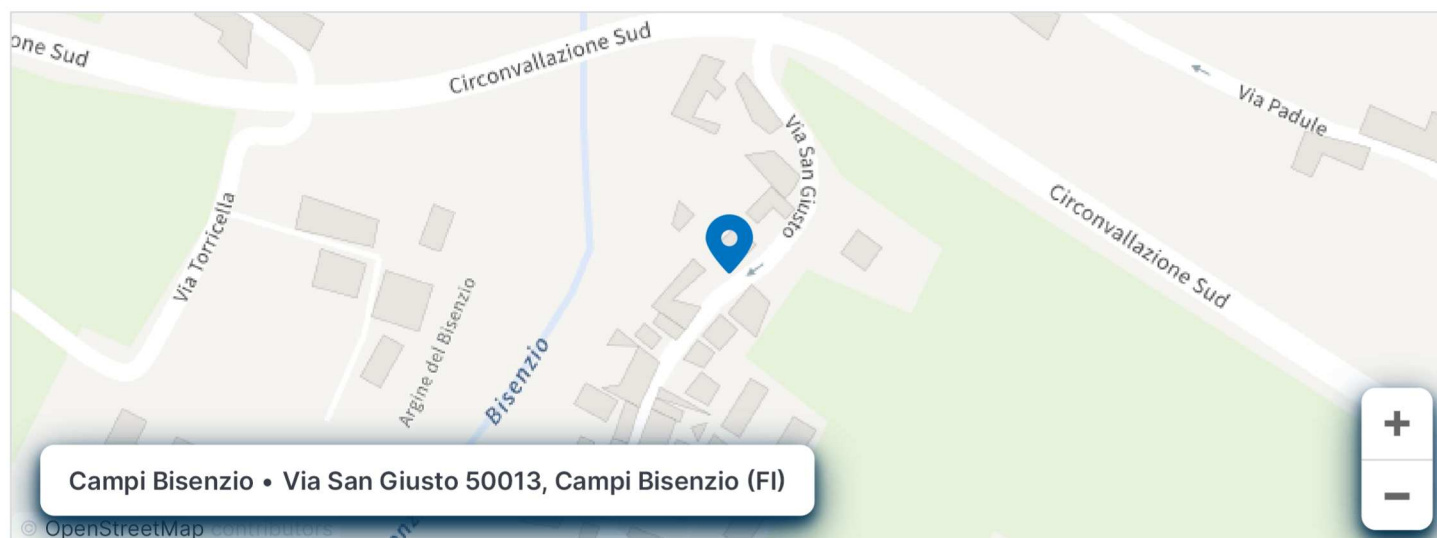 one Sud
Circonvallazione Sud
Via Padule
Via San Giusto
Circonvallazione Sud
Via Torricella
Argine del Bisenzio
Bisenzio
Campi Bisenzio • Via San Giusto 50013, Campi Bisenzio (FI)
+
−
© OpenStreetMap contributors